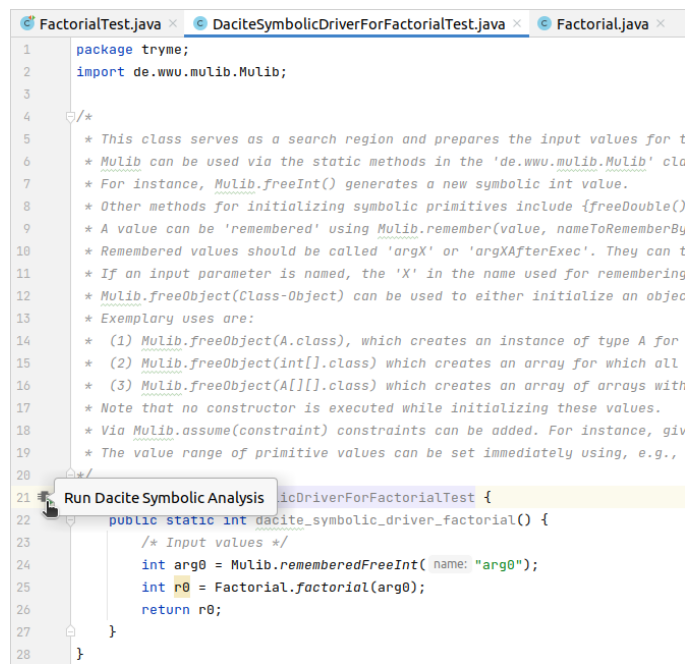 FactorialTest.java × DaciteSymbolicDriverForFactorialTest.java × Factorial.java ×
1 package tryme;
2 import de.wwu.mulib.Mulib;
3
4 /*
5 * This class serves as a search region and prepares the input values for t
6 * Mulib can be used via the static methods in the 'de.wwu.mulib.Mulib' cla
7 * For instance, Mulib.freeInt() generates a new symbolic int value.
8 * Other methods for initializing symbolic primitives include {freeDouble()
9 * A value can be 'remembered' using Mulib.remember(value, nameToRememberBy
10 * Remembered values should be called 'argX' or 'argXAfterExec'. They can t
11 * If an input parameter is named, the 'X' in the name used for remembering
12 * Mulib.freeObject(Class-Object) can be used to either initialize an objec
13 * Exemplary uses are:
14 * (1) Mulib.freeObject(A.class), which creates an instance of type A for
15 * (2) Mulib.freeObject(int[].class) which creates an array for which all
16 * (3) Mulib.freeObject(A[][].class) which creates an array of arrays with
17 * Note that no constructor is executed while initializing these values.
18 * Via Mulib.assume(constraint) constraints can be added. For instance, giv
19 * The value range of primitive values can be set immediately using, e.g.,
20 */
21 Run Dacite Symbolic Analysis licDriverForFactorialTest {
22 public static int dacite_symbolic_driver_factorial() {
23 /* Input values */
24 int arg0 = Mulib.rememberedFreeInt( name: "arg0");
25 int r0 = Factorial.factorial(arg0);
26 return r0;
27 }
28 }